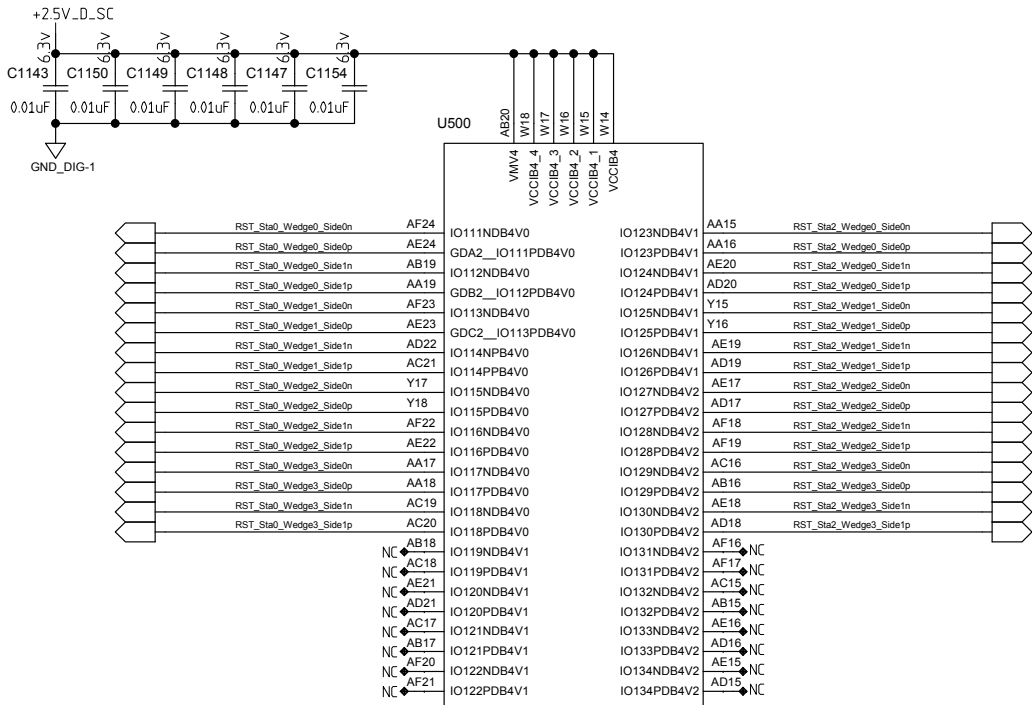 +2.5V_D_SC
6.3v 6.3v 6.3v 6.3v 6.3v 6.3v
C1143 C1150 C1149 C1148 C1147 C1154
0.01uF 0.01uF 0.01uF 0.01uF 0.01uF 0.01uF
GND_DIG-1
U500
AB20 W18 W17 W16 W15 W14
VMV4 VCCIB4_4 VCCIB4_3 VCCIB4_2 VCCIB4_1 VCCIB4
RST_Sta0_Wedge0_Side0n AF24 IO111NDB4V0 IO123NDB4V1 AA15 RST_Sta2_Wedge0_Side0n
RST_Sta0_Wedge0_Side0p AE24 GDA2__IO111PDB4V0 IO123PDB4V1 AA16 RST_Sta2_Wedge0_Side0p
RST_Sta0_Wedge0_Side1n AB19 IO112NDB4V0 IO124NDB4V1 AE20 RST_Sta2_Wedge0_Side1n
RST_Sta0_Wedge0_Side1p AA19 GDB2__IO112PDB4V0 IO124PDB4V1 AD20 RST_Sta2_Wedge0_Side1p
RST_Sta0_Wedge1_Side0n AF23 IO113NDB4V0 IO125NDB4V1 Y15 RST_Sta2_Wedge1_Side0n
RST_Sta0_Wedge1_Side0p AE23 GDC2__IO113PDB4V0 IO125PDB4V1 Y16 RST_Sta2_Wedge1_Side0p
RST_Sta0_Wedge1_Side1n AD22 IO114NPB4V0 IO126NDB4V1 AE19 RST_Sta2_Wedge1_Side1n
RST_Sta0_Wedge1_Side1p AC21 IO114PPB4V0 IO126PDB4V1 AD19 RST_Sta2_Wedge1_Side1p
RST_Sta0_Wedge2_Side0n Y17 IO115NDB4V0 IO127NDB4V2 AE17 RST_Sta2_Wedge2_Side0n
RST_Sta0_Wedge2_Side0p Y18 IO115PDB4V0 IO127PDB4V2 AD17 RST_Sta2_Wedge2_Side0p
RST_Sta0_Wedge2_Side1n AF22 IO116NDB4V0 IO128NDB4V2 AF18 RST_Sta2_Wedge2_Side1n
RST_Sta0_Wedge2_Side1p AE22 IO116PDB4V0 IO128PDB4V2 AF19 RST_Sta2_Wedge2_Side1p
RST_Sta0_Wedge3_Side0n AA17 IO117NDB4V0 IO129NDB4V2 AC16 RST_Sta2_Wedge3_Side0n
RST_Sta0_Wedge3_Side0p AA18 IO117PDB4V0 IO129PDB4V2 AB16 RST_Sta2_Wedge3_Side0p
RST_Sta0_Wedge3_Side1n AC19 IO118NDB4V0 IO130NDB4V2 AE18 RST_Sta2_Wedge3_Side1n
RST_Sta0_Wedge3_Side1p AC20 IO118PDB4V0 IO130PDB4V2 AD18 RST_Sta2_Wedge3_Side1p
NC AB18 IO119NDB4V1 IO131NDB4V2 AF16 NC
NC AC18 IO119PDB4V1 IO131PDB4V2 AF17 NC
NC AE21 IO120NDB4V1 IO132NDB4V2 AC15 NC
NC AD21 IO120PDB4V1 IO132PDB4V2 AB15 NC
NC AC17 IO121NDB4V1 IO133NDB4V2 AE16 NC
NC AB17 IO121PDB4V1 IO133PDB4V2 AD16 NC
NC AF20 IO122NDB4V1 IO134NDB4V2 AE15 NC
NC AF21 IO122PDB4V1 IO134PDB4V2 AD15 NC